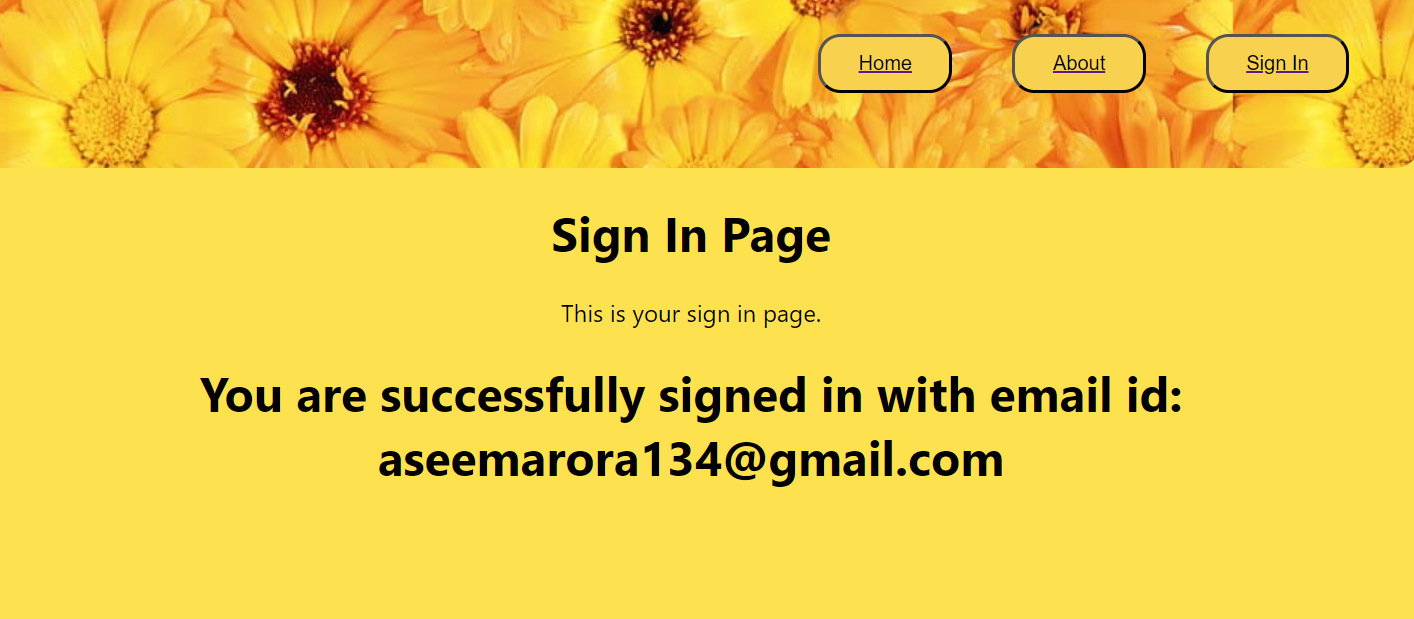 Home About Sign In
Sign In Page
This is your sign in page.
You are successfully signed in with email id:
aseemarora134@gmail.com